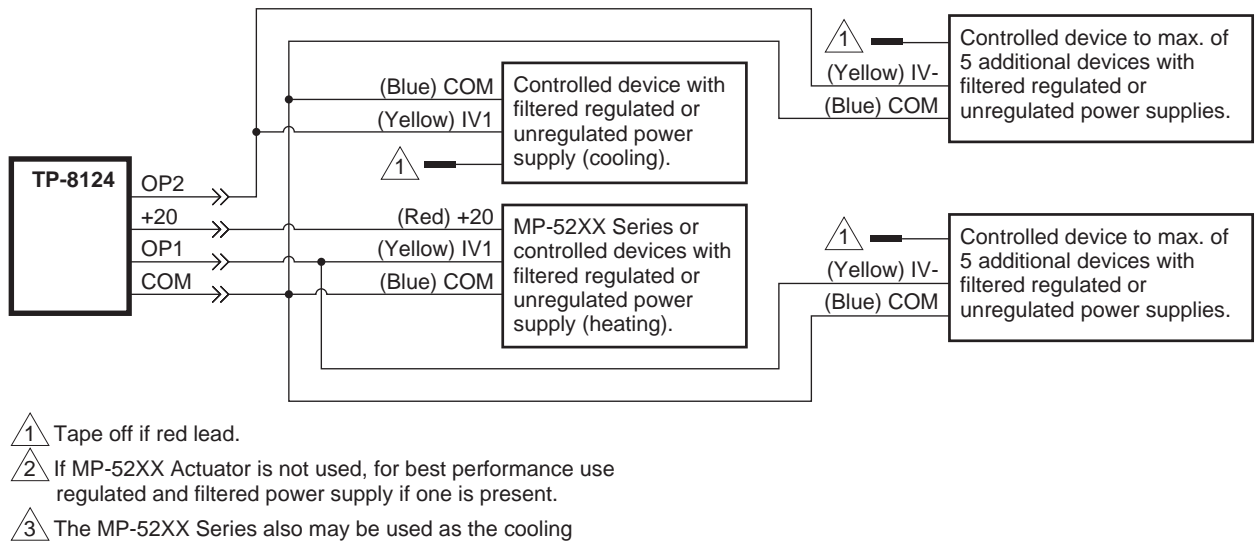 TP-8124
OP2
+20
OP1
COM
(Blue) COM
(Yellow) IV1
1
Controlled device with
filtered regulated or
unregulated power
supply (cooling).
(Red) +20
(Yellow) IV1
(Blue) COM
MP-52XX Series or
controlled devices with
filtered regulated or
unregulated power
supply (heating).
1
(Yellow) IV-
(Blue) COM
Controlled device to max. of
5 additional devices with
filtered regulated or
unregulated power supplies.
1
(Yellow) IV-
(Blue) COM
Controlled device to max. of
5 additional devices with
filtered regulated or
unregulated power supplies.
1 Tape off if red lead.
2 If MP-52XX Actuator is not used, for best performance use
regulated and filtered power supply if one is present.
3 The MP-52XX Series also may be used as the cooling